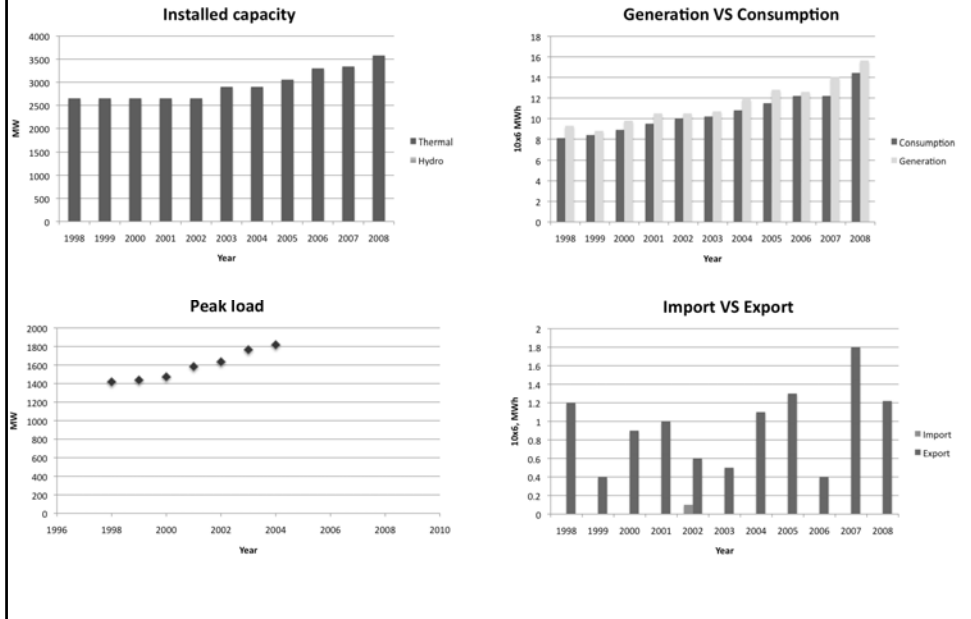 Installed capacity
4000
3500
3000
2500
2000
1500
1000
500
0
MW
1998 1999 2000 2001 2002 2003 2004 2005 2006 2007 2008
Year
Thermal
Hydro
Generation VS Consumption
18
16
14
12
10
8
6
4
2
0
10x6 MWh
1998 1999 2000 2001 2002 2003 2004 2005 2006 2007 2008
Year
Consumption
Generation
Peak load
2000
1800
1600
1400
1200
1000
800
600
400
200
0
MW
1996 1998 2000 2002 2004 2006 2008 2010
Year
Import VS Export
2
1.8
1.6
1.4
1.2
1
0.8
0.6
0.4
0.2
0
10x6, MWh
1998 1999 2000 2001 2002 2003 2004 2005 2006 2007 2008
Year
Import
Export